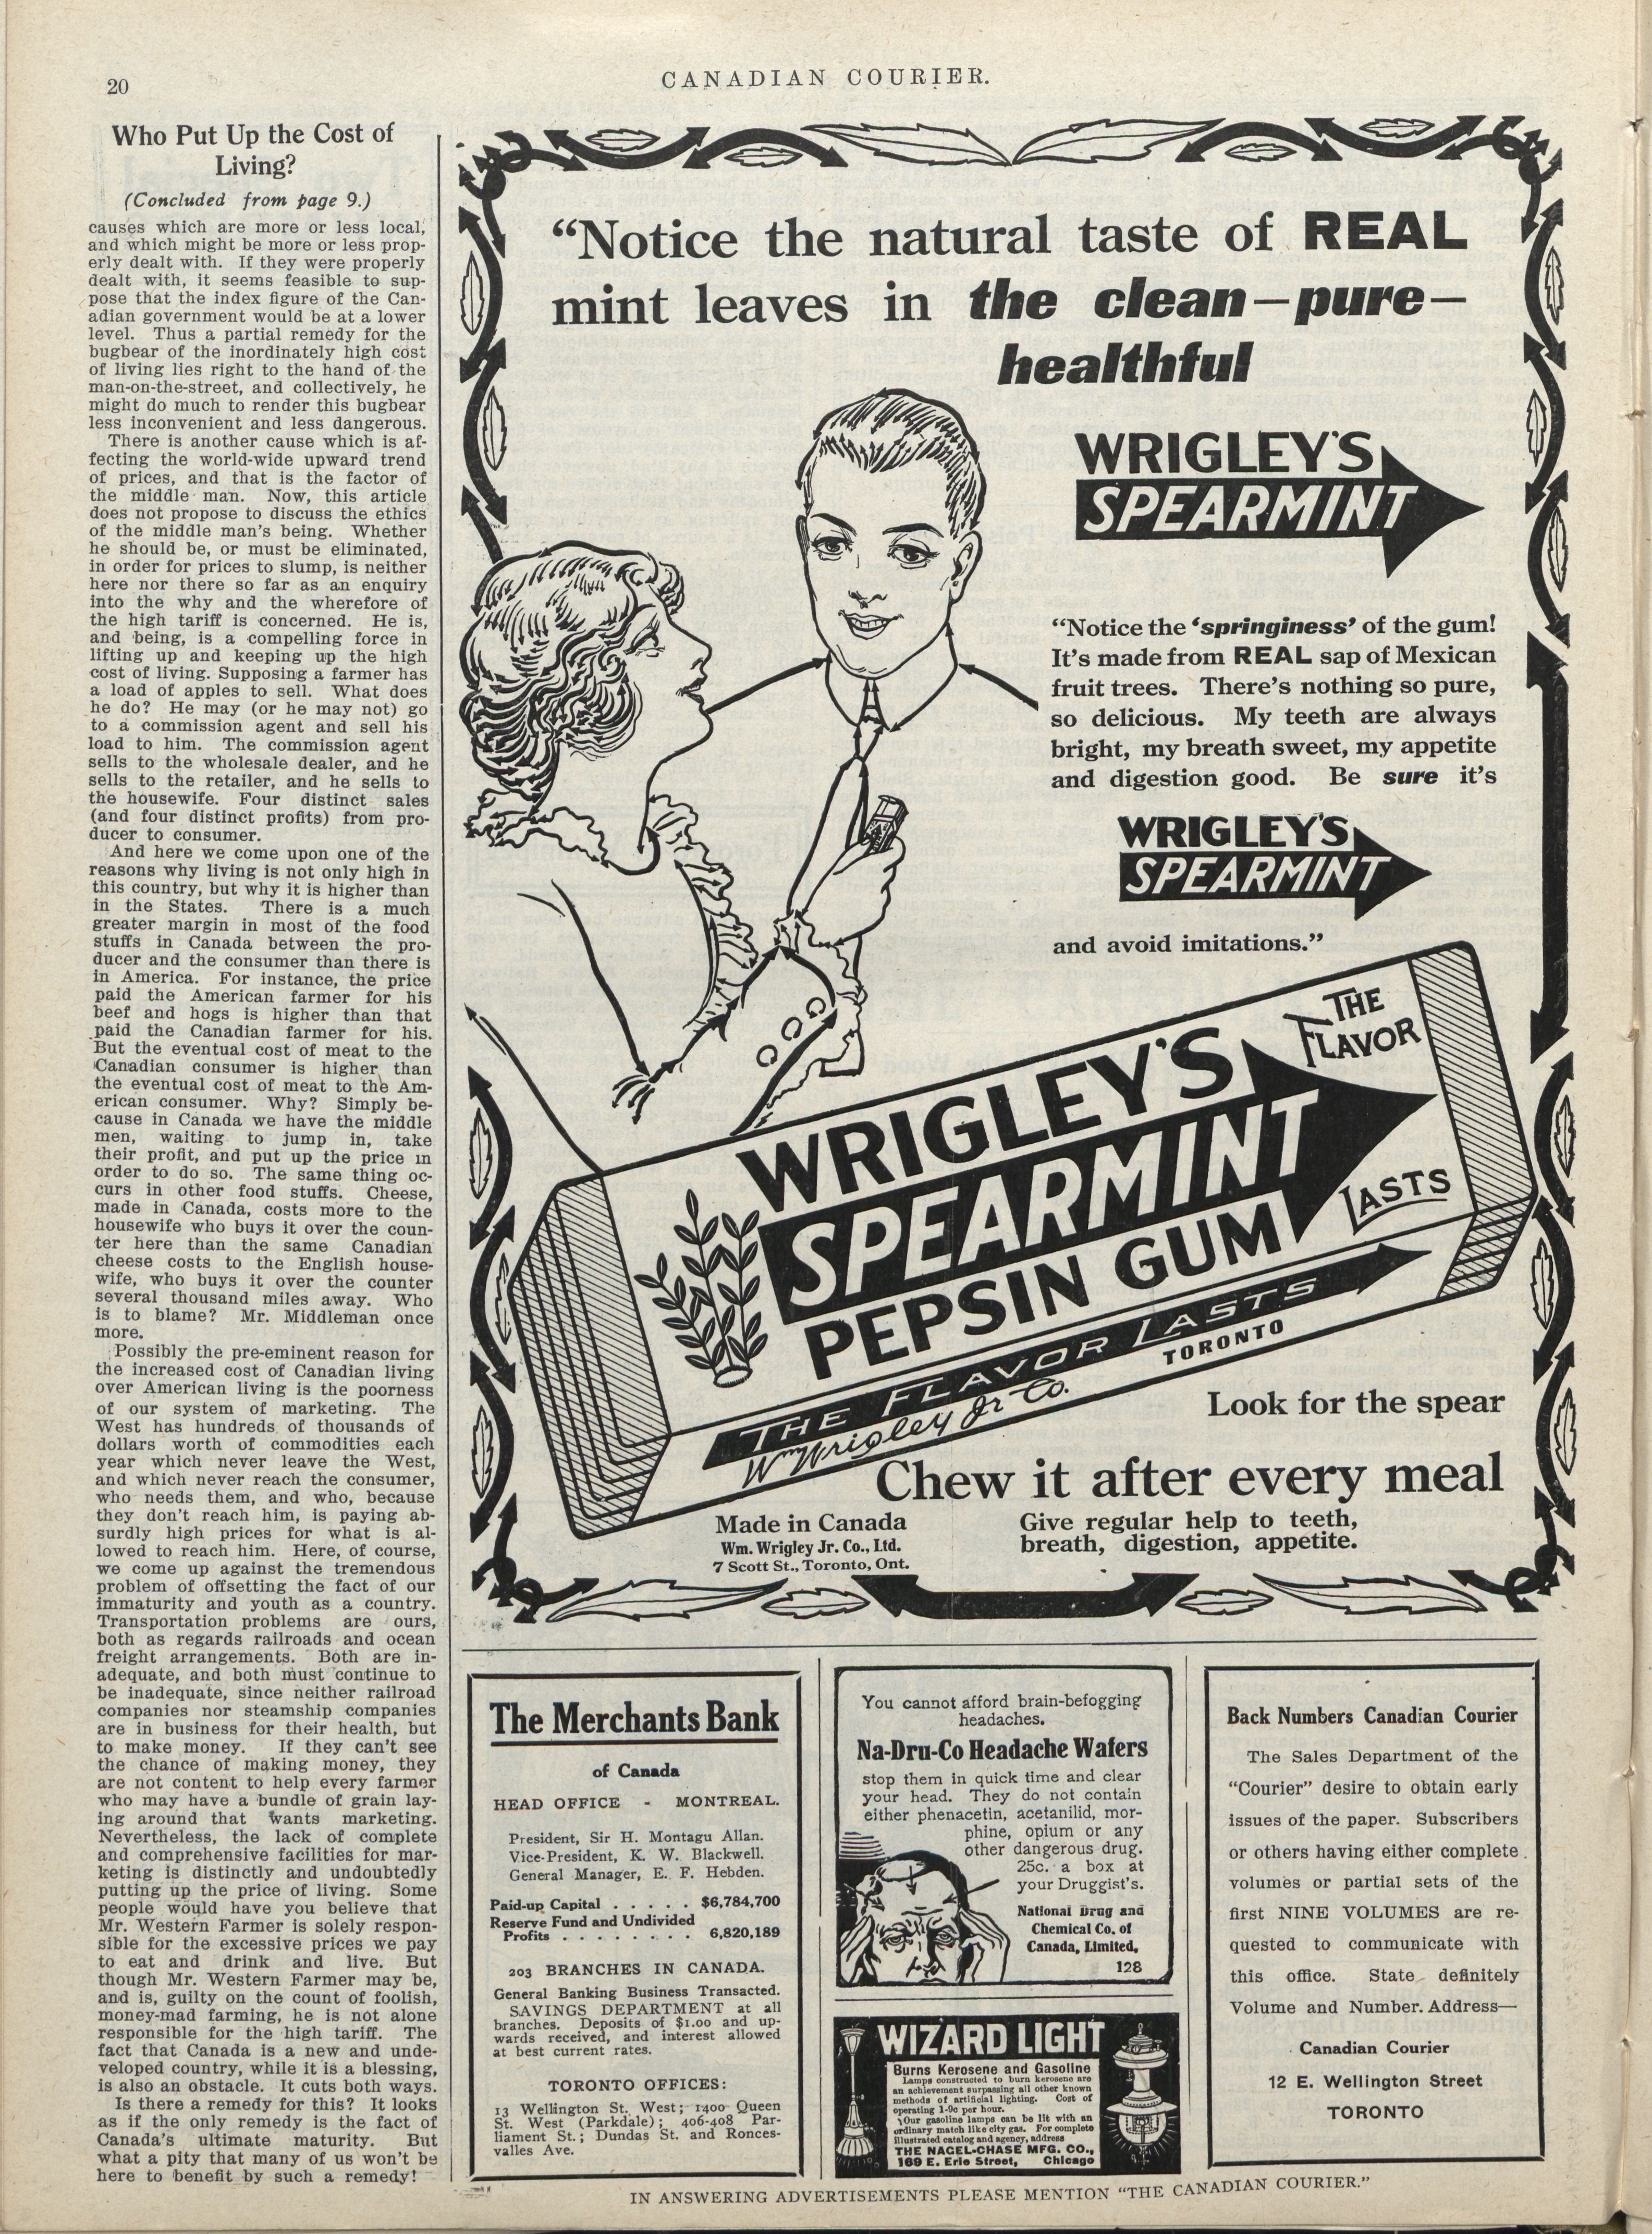 20
CANADIAN COURIER.
Who Put Up the Cost of
Living?
(Concluded from page 9.)
causes which are more or less local,
and which might be more or less prop-
erly dealt with. If they were properly
dealt with, it seems feasible to sup-
pose that the index figure of the Can-
adian government would be at a lower
level. Thus a partial remedy for the
bugbear of the inordinately high cost
of living lies right to the hand of the
man-on-the-street, and collectively, he
might do much to render this bugbear
less inconvenient and less dangerous.
There is another cause which is af-
fecting the world-wide upward trend
of prices, and that is the factor of
the middle man. Now, this article
does not propose to discuss the ethics
of the middle man's being. Whether
he should be, or must be eliminated,
in order for prices to slump, is neither
here nor there so far as an enquiry
into the why and the wherefore of
the high tariff is concerned. He is,
and being, is a compelling force in
lifting up and keeping up the high
cost of living. Supposing a farmer has
a load of apples to sell. What does
he do? He may (or he may not) go
to a commission agent and sell his
load to him. The commission agent
sells to the wholesale dealer, and he
sells to the retailer, and he sells to
the housewife. Four distinct sales
(and four distinct profits) from pro-
ducer to consumer.
And here we come upon one of the
reasons why living is not only high in
this country, but why it is higher than
in the States. There is a much
greater margin in most of the food
stuffs in Canada between the pro-
ducer and the consumer than there is
in America. For instance, the price
paid the American farmer for his
beef and hogs is higher than that
paid the Canadian farmer for his.
But the eventual cost of meat to the
Canadian consumer is higher than
the eventual cost of meat to the Am-
erican consumer. Why? Simply be-
cause in Canada we have the middle
men, waiting to jump in, take
their profit, and put up the price in
order to do so. The same thing oc-
curs in other food stuffs. Cheese,
made in Canada, costs more to the
housewife who buys it over the coun-
ter here than the same Canadian
cheese costs to the English house-
wife, who buys it over the counter
several thousand miles away. Who
is to blame? Mr. Middleman once
more.
Possibly the pre-eminent reason for
the increased cost of Canadian living
over American living is the poorness
of our system of marketing. The
West has hundreds of thousands of
dollars worth of commodities each
year which never leave the West,
and which never reach the consumer,
who needs them, and who, because
they don't reach him, is paying ab-
surdly high prices for what is al-
lowed to reach him. Here, of course,
we come up against the tremendous
problem of offsetting the fact of our
immaturity and youth as a country.
Transportation problems are ours,
both as regards railroads and ocean
freight arrangements. Both are in-
adequate, and both must continue to
be inadequate, since neither railroad
companies nor steamship companies
are in business for their health, but
to make money. If they can't see
the chance of making money, they
are not content to help every farmer
who may have a bundle of grain lay-
ing around that wants marketing.
Nevertheless, the lack of complete
and comprehensive facilities for mar-
keting is distinctly and undoubtedly
putting up the price of living. Some
people would have you believe that
Mr. Western Farmer is solely respon-
sible for the excessive prices we pay
to eat and drink and live. But
though Mr. Western Farmer may be,
and is, guilty on the count of foolish,
money-mad farming, he is not alone
responsible for the high tariff. The
fact that Canada is a new and unde-
veloped country, while it is a blessing,
is also an obstacle. It cuts both ways.
Is there a remedy for this? It looks
as if the only remedy is the fact of
Canada's ultimate maturity. But
what a pity that many of us won't be
here to benefit by such a remedy!
"Notice the natural taste of REAL
mint leaves in the clean—pure—
healthful
WRIGLEY'S
SPEARMINT
"Notice the 'springiness' of the gum!
It's made from REAL sap of Mexican
fruit trees. There's nothing so pure,
so delicious. My teeth are always
bright, my breath sweet, my appetite
and digestion good. Be sure it's
WRIGLEY'S
SPEARMINT
and avoid imitations."
WRIGLEY'S
SPEARMINT
PEPSIN GUM
THE
FLAVOR
LASTS
THE FLAVOR LASTS
TORONTO
Wm Wrigley Jr Co.
Look for the spear
Chew it after every meal
Made in Canada
Wm. Wrigley Jr. Co., Ltd.
7 Scott St., Toronto, Ont.
Give regular help to teeth,
breath, digestion, appetite.
The Merchants Bank
of Canada
HEAD OFFICE - MONTREAL.
President, Sir H. Montagu Allan.
Vice-President, K. W. Blackwell.
General Manager, E. F. Hebden.
Paid-up Capital . . . . . $6,784,700
Reserve Fund and Undivided
Profits . . . . . . . . 6,820,189
203 BRANCHES IN CANADA.
General Banking Business Transacted.
SAVINGS DEPARTMENT at all
branches. Deposits of $1.00 and up-
wards received, and interest allowed
at best current rates.
TORONTO OFFICES:
13 Wellington St. West; 1400 Queen
St. West (Parkdale); 406-408 Par-
liament St.; Dundas St. and Ronces-
valles Ave.
You cannot afford brain-befogging
headaches.
Na-Dru-Co Headache Wafers
stop them in quick time and clear
your head. They do not contain
either phenacetin, acetanilid, mor-
phine, opium or any
other dangerous drug.
25c. a box at
your Druggist's.
National Drug and
Chemical Co. of
Canada, Limited,
128
WIZARD LIGHT
Burns Kerosene and Gasoline
Lamps constructed to burn kerosene are
an achievement surpassing all other known
methods of artificial lighting. Cost of
operating 1-9c per hour.
Our gasoline lamps can be lit with an
ordinary match like city gas. For complete
illustrated catalog and agency, address
THE NAGEL-CHASE MFG. CO.,
169 E. Erie Street, Chicago
Back Numbers Canadian Courier
The Sales Department of the
"Courier" desire to obtain early
issues of the paper. Subscribers
or others having either complete
volumes or partial sets of the
first NINE VOLUMES are re-
quested to communicate with
this office. State definitely
Volume and Number. Address—
Canadian Courier
12 E. Wellington Street
TORONTO
IN ANSWERING ADVERTISEMENTS PLEASE MENTION "THE CANADIAN COURIER."